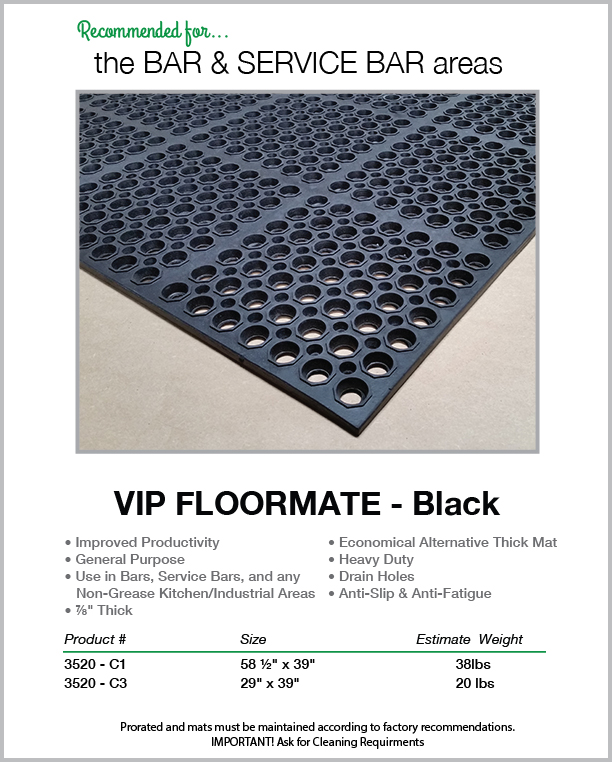 Recommended for...
the BAR & SERVICE BAR areas
VIP FLOORMATE - Black
• Improved Productivity
• General Purpose
• Use in Bars, Service Bars, and any
Non-Grease Kitchen/Industrial Areas
• ⅞" Thick
• Economical Alternative Thick Mat
• Heavy Duty
• Drain Holes
• Anti-Slip & Anti-Fatigue
Product # Size Estimate Weight
3520 - C1 58 ½" x 39" 38lbs
3520 - C3 29" x 39" 20 lbs
Prorated and mats must be maintained according to factory recommendations.
IMPORTANT! Ask for Cleaning Requirments